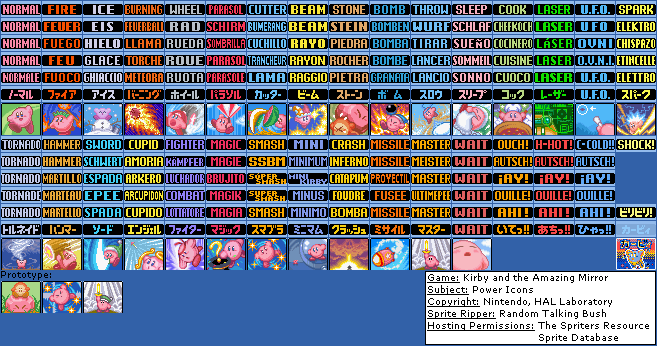 NORMAL FIRE ICE BURNING WHEEL PARASOL CUTTER BEAM STONE BOMB THROW SLEEP COOK LASER U.F.O. SPARK
NORMAL FEUER EIS FEUERBALL RAD SCHIRM BUMERANG BEAM STEIN BOMBEN WURF SCHLAF CHEFKOCH LASER U.F.O. ELEKTRO
NORMAL FUEGO HIELO LLAMA RUEDA SOMBRILLA CUCHILLO RAYO PIEDRA BOMBA TIRAR SUEÑO COCINERO LASER OVNI CHISPAZO
NORMAL FEU GLACE TORCHE ROUE PARASOL TRANCHEUR RAYON ROCHER BOMBE LANCER SOMMEIL CUISINE LASER O.V.N.I. ETINCELLE
NORMALE FUOCO GHIACCIO METEORA RUOTA PARASOLE LAMA RAGGIO PIETRA GRANATA LANCIO SONNO CUOCO LASER U.F.O. ELETTRO
ノーマル ファイア アイス バーニング ホイール パラソル カッター ビーム ストーン ボム スロウ スリープ コック レーザー U.F.O. スパーク
TORNADO HAMMER SWORD CUPID FIGHTER MAGIC SMASH MINI CRASH MISSILE MASTER WAIT OUCH! H-HOT! C-COLD!! SHOCK!
TORNADO HAMMER SCHWERT AMORIA KÄMPFER MAGIC SSBM MINIMUM INFERNO MISSILE MASTER WAIT AUTSCH! AUTSCH! AUTSCH!
TORNADO MARTILLO ESPADA ARKERO LUCHADOR BRUJITO SUPER SMASH MINI KIRBY CATAPUM PROYECTIL MASTER WAIT ¡AY! ¡AY! ¡AY!
TORNADE MARTEAU EPEE ARCUPIDON COMBAT MAGIK SUPER SMASH MINUS FOUDRE FUSEE ULTIMEPEE WAIT OUILLE! OUILLE! OUILLE!
TORNADO MARTELLO SPADA CUPIDO LOTTATORE MAGIA SMASH MINIMO BOMBA MISSILE MASTER WAIT AHI! AHI! AHI! ビリビリ!
トルネイド ハンマー ソード エンジェル ファイター マジック スマブラ ミニマム クラッシュ ミサイル マスター WAIT いてっ!! あちっ!! ひゃっ!! カービィ
Prototype:
Game: Kirby and the Amazing Mirror
Subject: Power Icons
Copyright: Nintendo, HAL Laboratory
Sprite Ripper: Random Talking Bush
Hosting Permissions: The Spriters Resource
Sprite Database